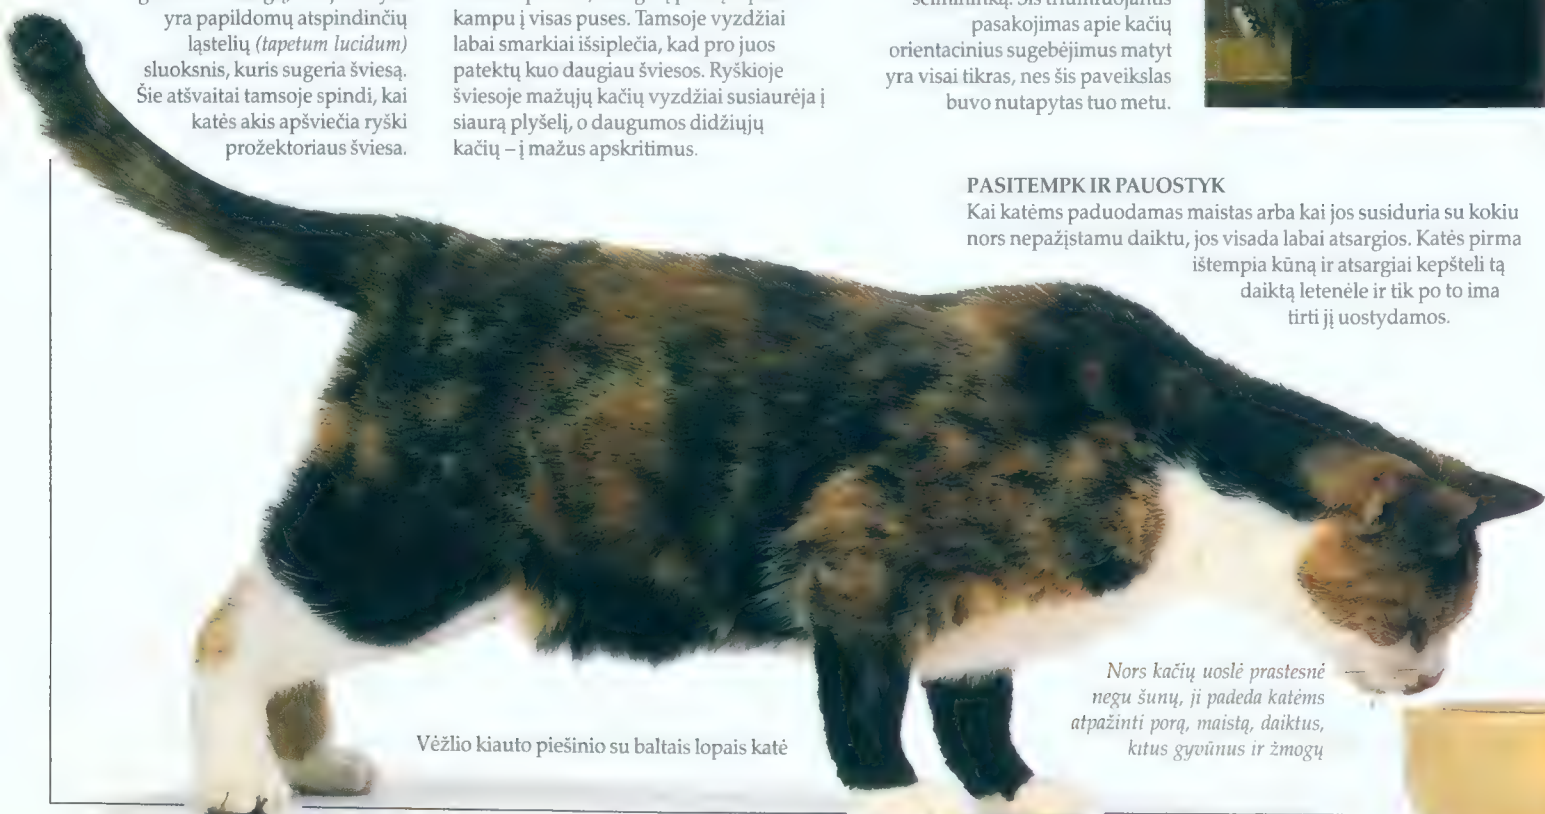 yra papildomų atspindinčių
ląstelių (tapetum lucidum)
sluoksnis, kuris sugeria šviesą.
Šie atšvaitai tamsoje spindi, kai
katės akis apšviečia ryški
prožektoriaus šviesa.
kampu į visas puses. Tamsoje vyzdžiai
labai smarkiai išsiplečia, kad pro juos
patektų kuo daugiau šviesos. Ryškioje
šviesoje mažųjų kačių vyzdžiai susiaurėja į
siaurą plyšelį, o daugumos didžiųjų
kačių – į mažus apskritimus.
pasakojimas apie kačių
orientacinius sugebėjimus matyt
yra visai tikras, nes šis paveikslas
buvo nutapytas tuo metu.
PASITEMPK IR PAUOSTYK
Kai katėms paduodamas maistas arba kai jos susiduria su kokiu
nors nepažįstamu daiktu, jos visada labai atsargios. Katės pirma
ištempia kūną ir atsargiai kepšteli tą
daiktą letenėle ir tik po to ima
tirti jį uostydamos.
Nors kačių uoslė prastesnė
negu šunų, ji padeda katėms
atpažinti porą, maistą, daiktus,
kitus gyvūnus ir žmogų
Vėžlio kiauto piešinio su baltais lopais katė